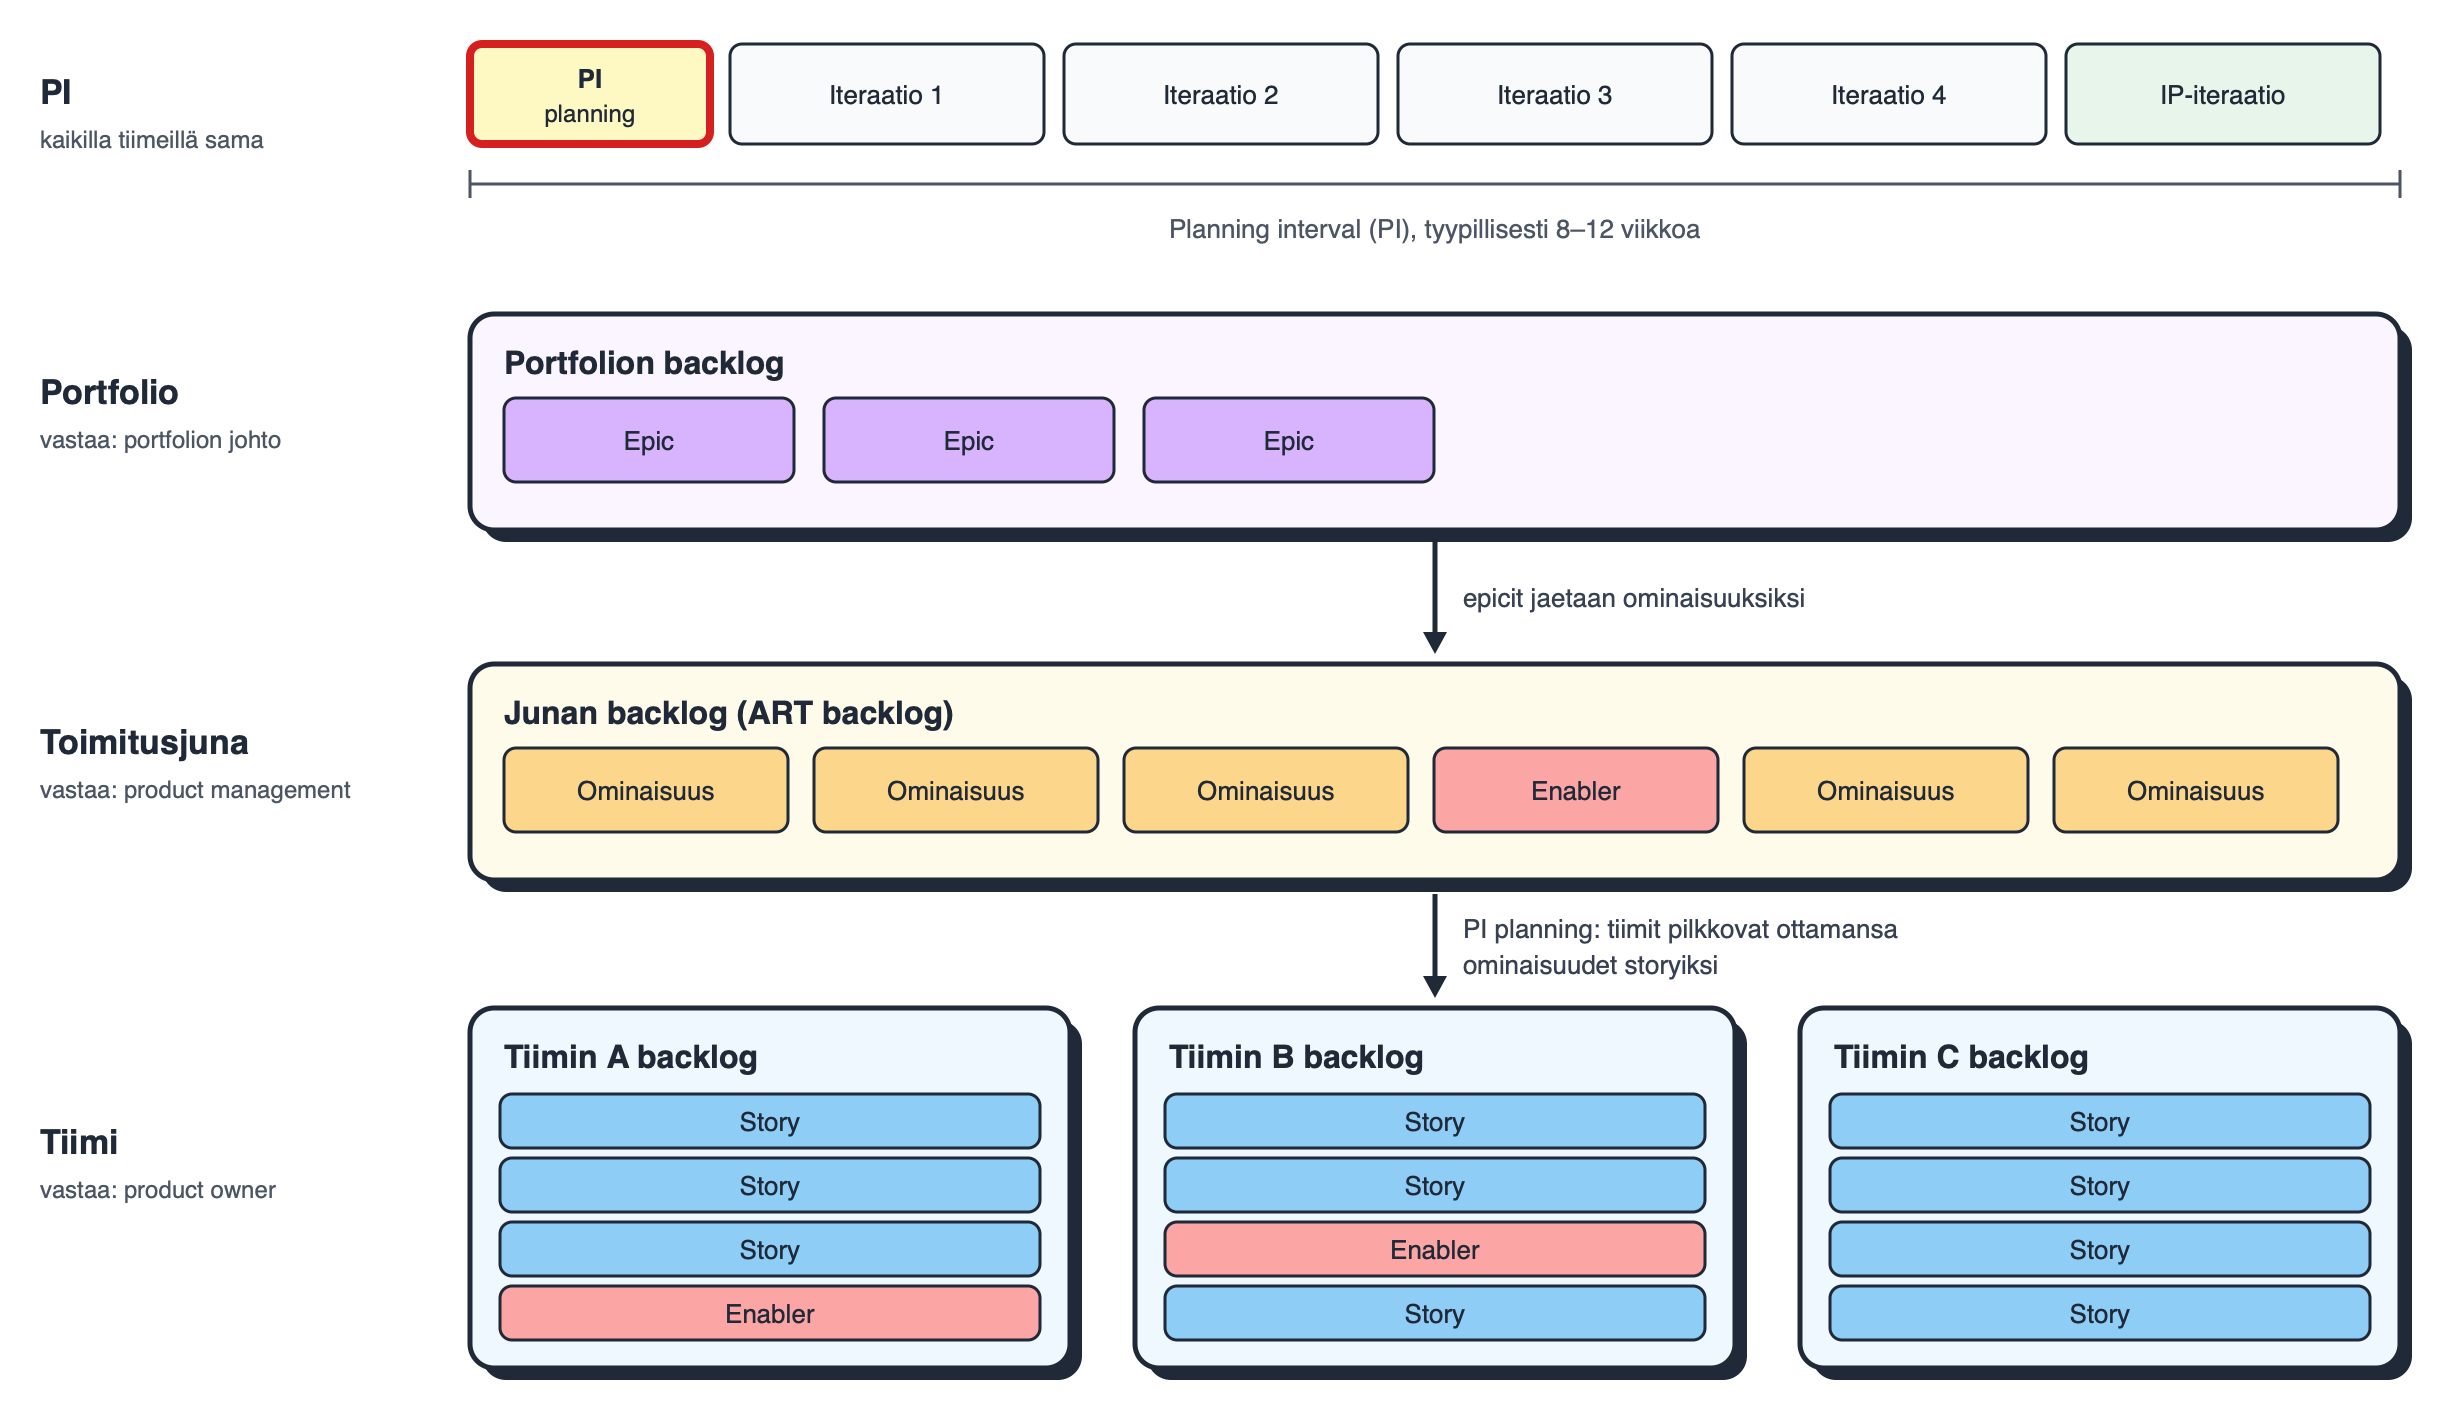 PI
kaikilla tiimeillä sama
PI
planning
Iteraatio 1
Iteraatio 2
Iteraatio 3
Iteraatio 4
IP-iteraatio
Planning interval (PI), tyypillisesti 8–12 viikkoa
Portfolio
vastaa: portfolion johto
Portfolion backlog
Epic
Epic
Epic
epicit jaetaan ominaisuuksiksi
Toimitusjuna
vastaa: product management
Junan backlog (ART backlog)
Ominaisuus
Ominaisuus
Ominaisuus
Enabler
Ominaisuus
Ominaisuus
PI planning: tiimit pilkkovat ottamansa
ominaisuudet storyiksi
Tiimi
vastaa: product owner
Tiimin A backlog
Story
Story
Story
Enabler
Tiimin B backlog
Story
Story
Enabler
Story
Tiimin C backlog
Story
Story
Story
Story